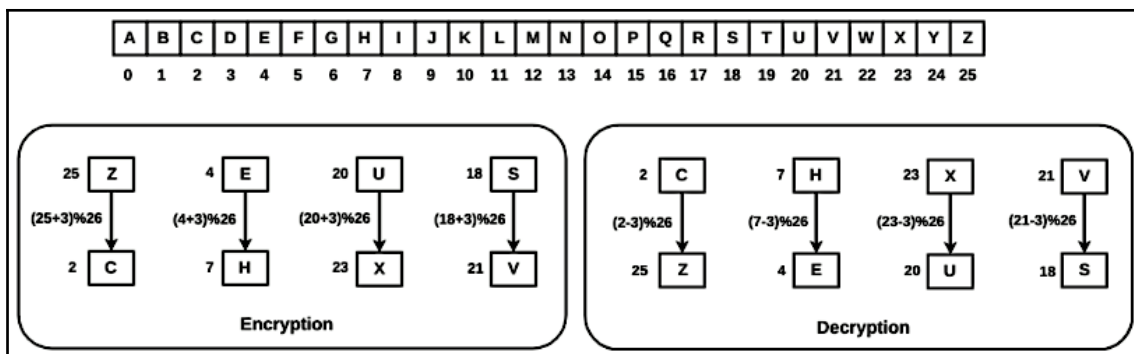 A B C D E F G H I J K L M N O P Q R S T U V W X Y Z
0 1 2 3 4 5 6 7 8 9 10 11 12 13 14 15 16 17 18 19 20 21 22 23 24 25
25 Z 4 E 20 U 18 S
(25+3)%26 (4+3)%26 (20+3)%26 (18+3)%26
2 C 7 H 23 X 21 V
Encryption
2 C 7 H 23 X 21 V
(2-3)%26 (7-3)%26 (23-3)%26 (21-3)%26
25 Z 4 E 20 U 18 S
Decryption